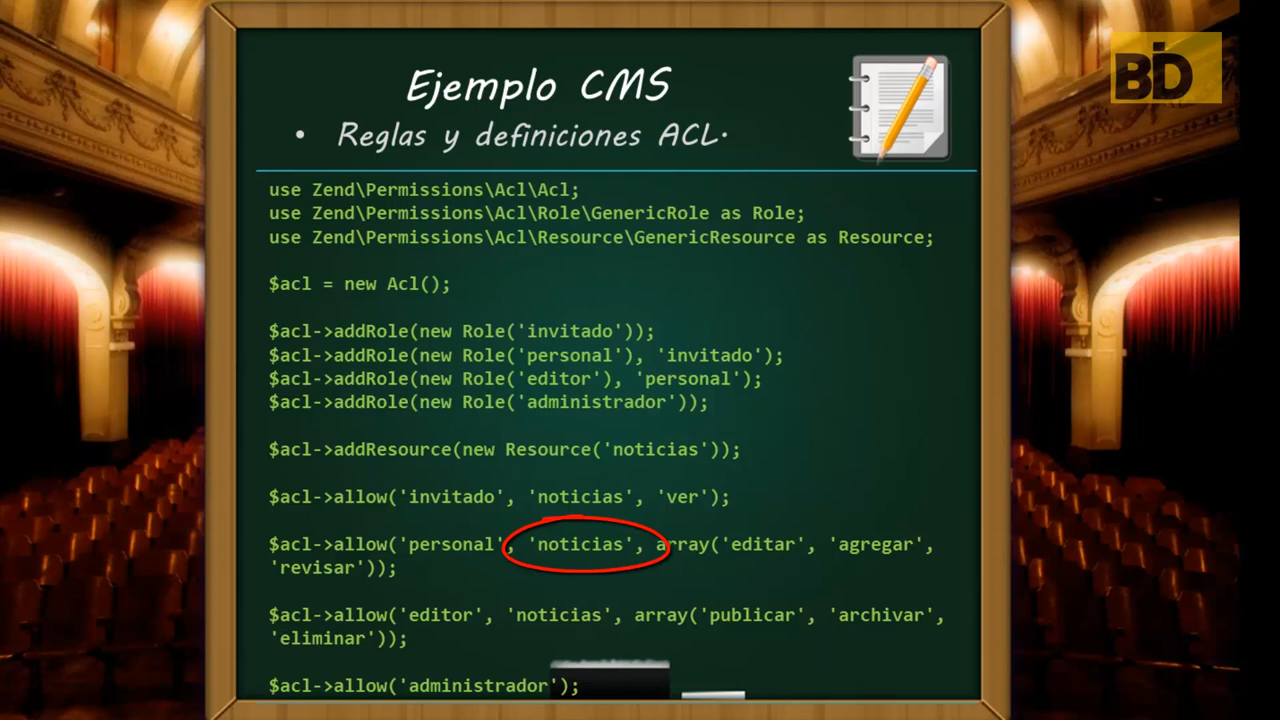 BID
Ejemplo CMS
• Reglas y definiciones ACL.
use Zend\Permissions\Acl\Acl;
use Zend\Permissions\Acl\Role\GenericRole as Role;
use Zend\Permissions\Acl\Resource\GenericResource as Resource;
$acl = new Acl();
$acl->addRole(new Role('invitado'));
$acl->addRole(new Role('personal'), 'invitado');
$acl->addRole(new Role('editor'), 'personal');
$acl->addRole(new Role('administrador'));
$acl->addResource(new Resource('noticias'));
$acl->allow('invitado', 'noticias', 'ver');
$acl->allow('personal', 'noticias', array('editar', 'agregar',
'revisar'));
$acl->allow('editor', 'noticias', array('publicar', 'archivar',
'eliminar'));
$acl->allow('administrador');